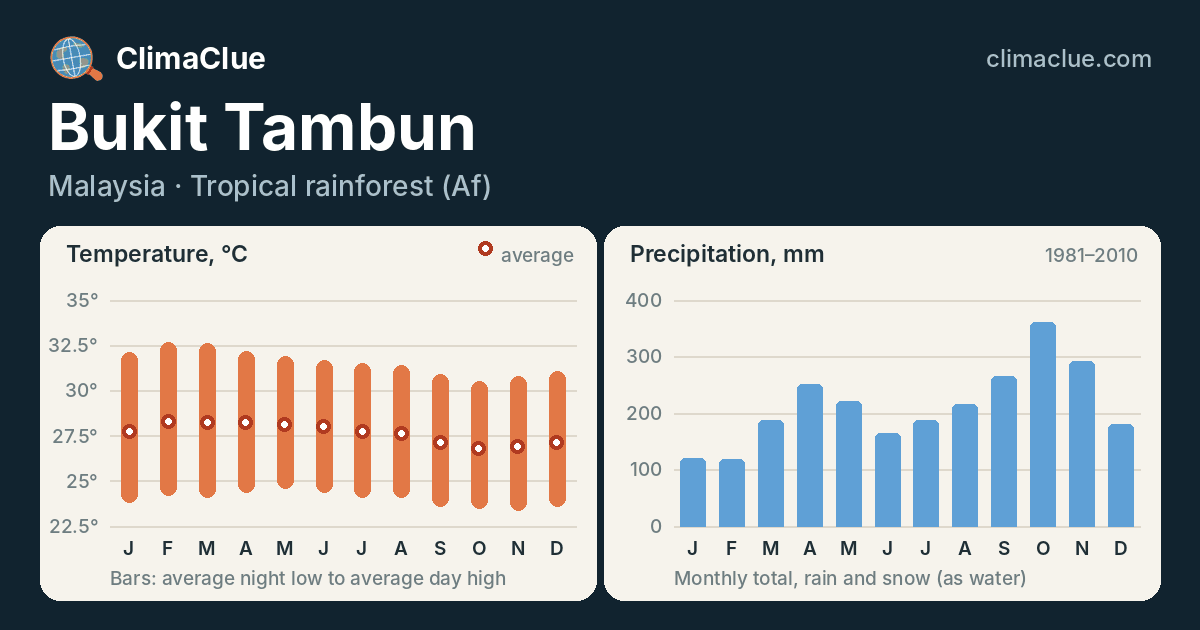 ClimaClue
climaclue.com
Bukit Tambun
Malaysia · Tropical rainforest (Af)
Temperature, °C
average
35°
32.5°
30°
27.5°
25°
22.5°
J F M A M J J A S O N D
Bars: average night low to average day high
Precipitation, mm
1981–2010
400
300
200
100
0
J F M A M J J A S O N D
Monthly total, rain and snow (as water)